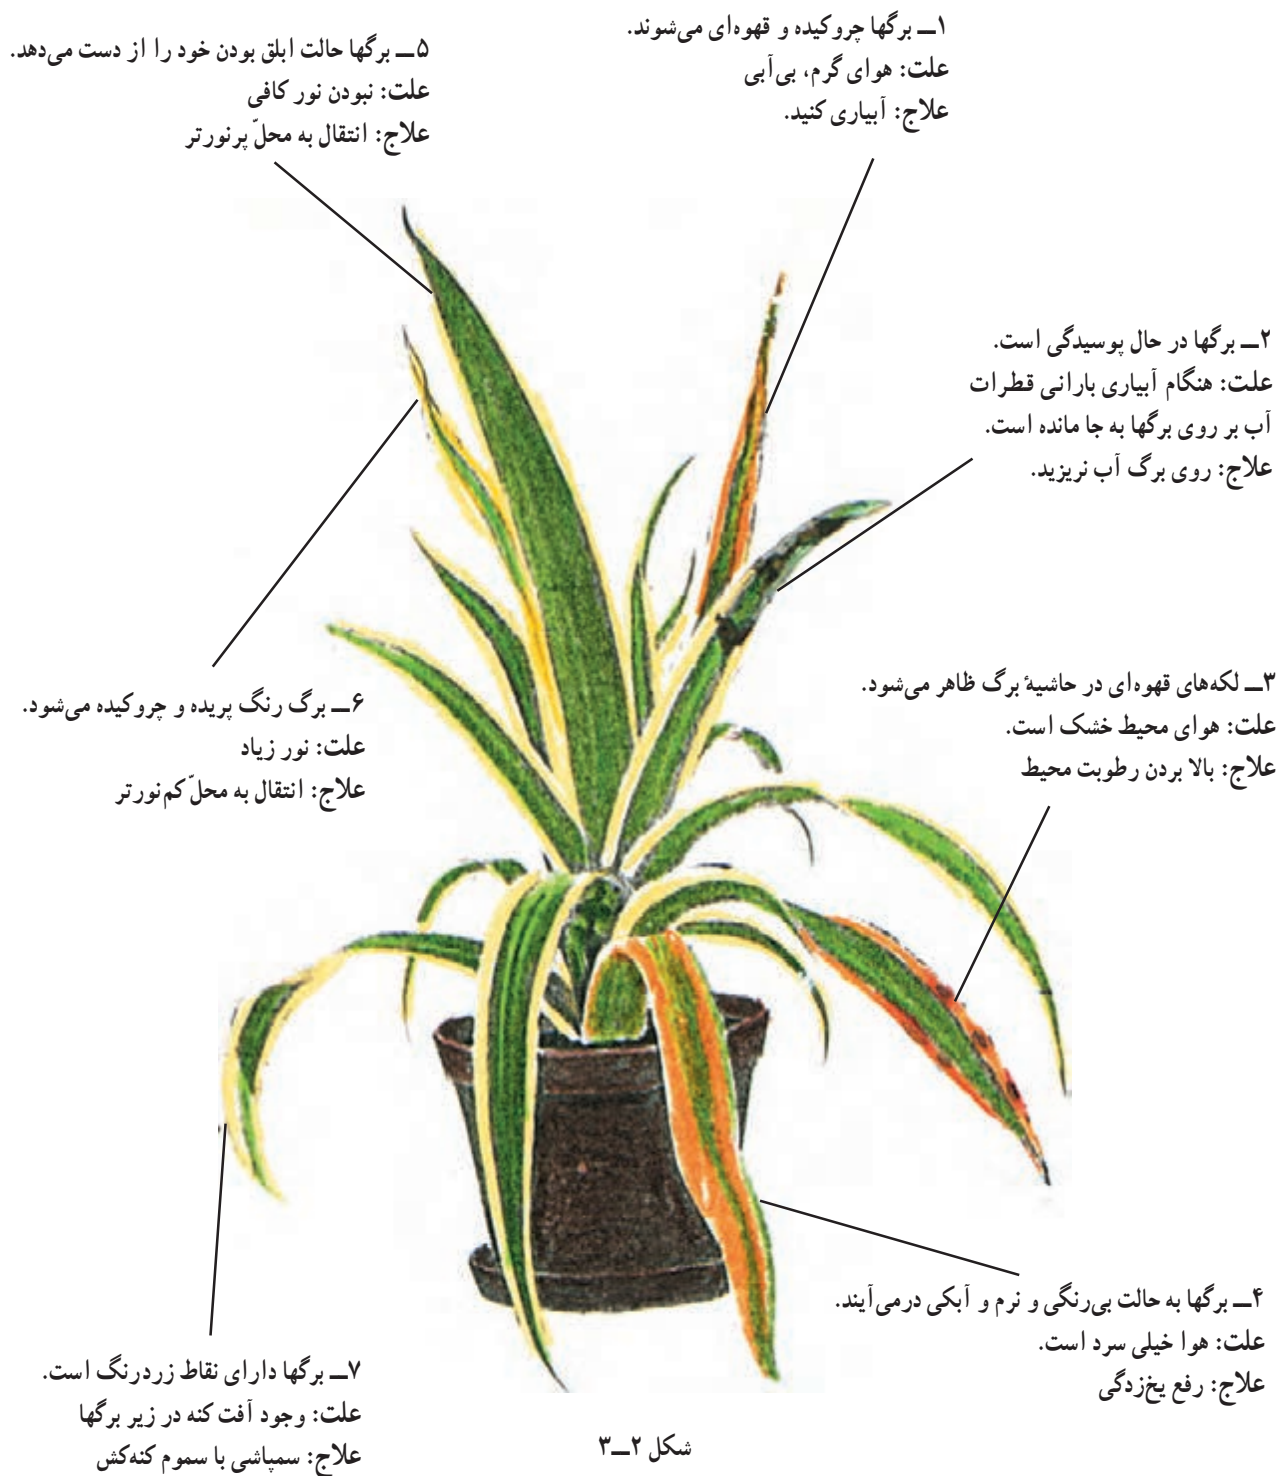 ۱ــ برگها چروکیده و قهوه‌ای می‌شوند.
علت: هوای گرم، بی‌آبی
علاج: آبیاری کنید.
۲ــ برگها در حال پوسیدگی است.
علت: هنگام آبیاری بارانی قطرات
آب بر روی برگها به جا مانده است.
علاج: روی برگ آب نریزید.
۳ــ لکه‌های قهوه‌ای در حاشیهٔ برگ ظاهر می‌شود.
علت: هوای محیط خشک است.
علاج: بالا بردن رطوبت محیط
۴ــ برگها به حالت بی‌رنگی و نرم و آبکی درمی‌آیند.
علت: هوا خیلی سرد است.
علاج: رفع یخ‌زدگی
۵ــ برگها حالت ابلق بودن خود را از دست می‌دهد.
علت: نبودن نور کافی
علاج: انتقال به محلّ پرنورتر
۶ــ برگ رنگ پریده و چروکیده می‌شود.
علت: نور زیاد
علاج: انتقال به محلّ کم‌نورتر
۷ــ برگها دارای نقاط زردرنگ است.
علت: وجود آفت کنه در زیر برگها
علاج: سمپاشی با سموم کنه‌کش
شکل ۲ــ۳